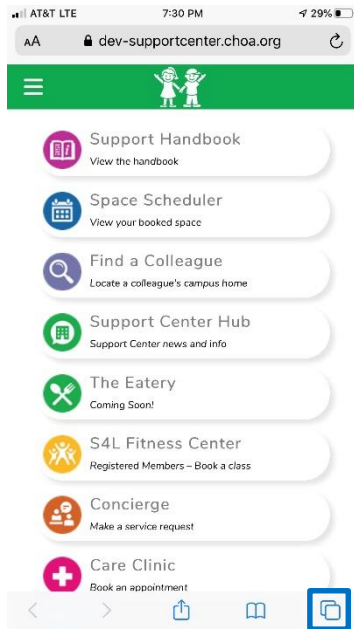 AT&T LTE 7:30 PM 29%
AA dev-supportcenter.choa.org
Support Handbook
View the handbook
Space Scheduler
View your booked space
Find a Colleague
Locate a colleague's campus home
Support Center Hub
Support Center news and info
The Eatery
Coming Soon!
S4L Fitness Center
Registered Members – Book a class
Concierge
Make a service request
Care Clinic
Book an appointment